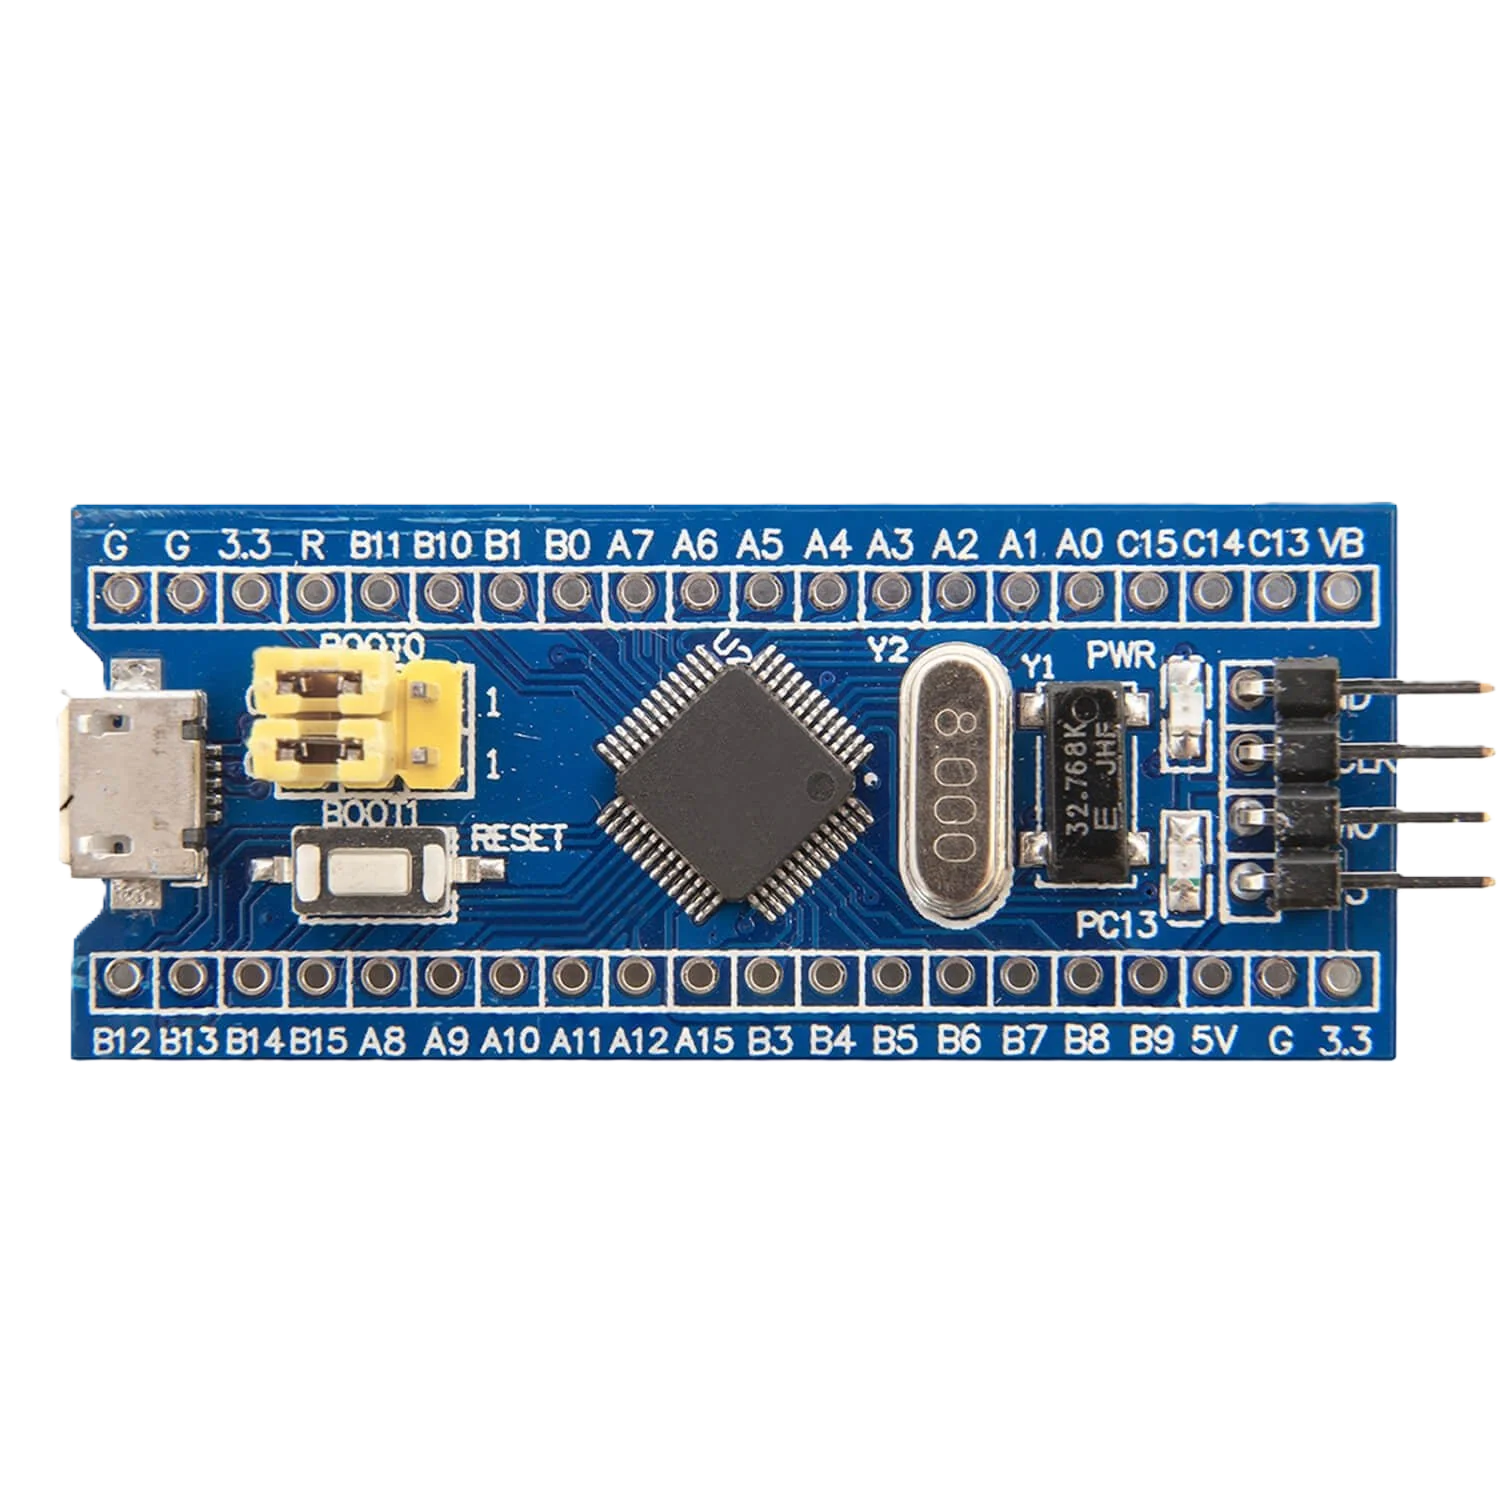 G G 3.3 R B11 B10 B1 B0 A7 A6 A5 A4 A3 A2 A1 A0 C15 C14 C13 VB
BOOT0
U2
Y2
Y1
PWR
1
1
8.000
32.768K
E JHF
BOOT1
RESET
PC13
B12 B13 B14 B15 A8 A9 A10 A11 A12 A15 B3 B4 B5 B6 B7 B8 B9 5V G 3.3